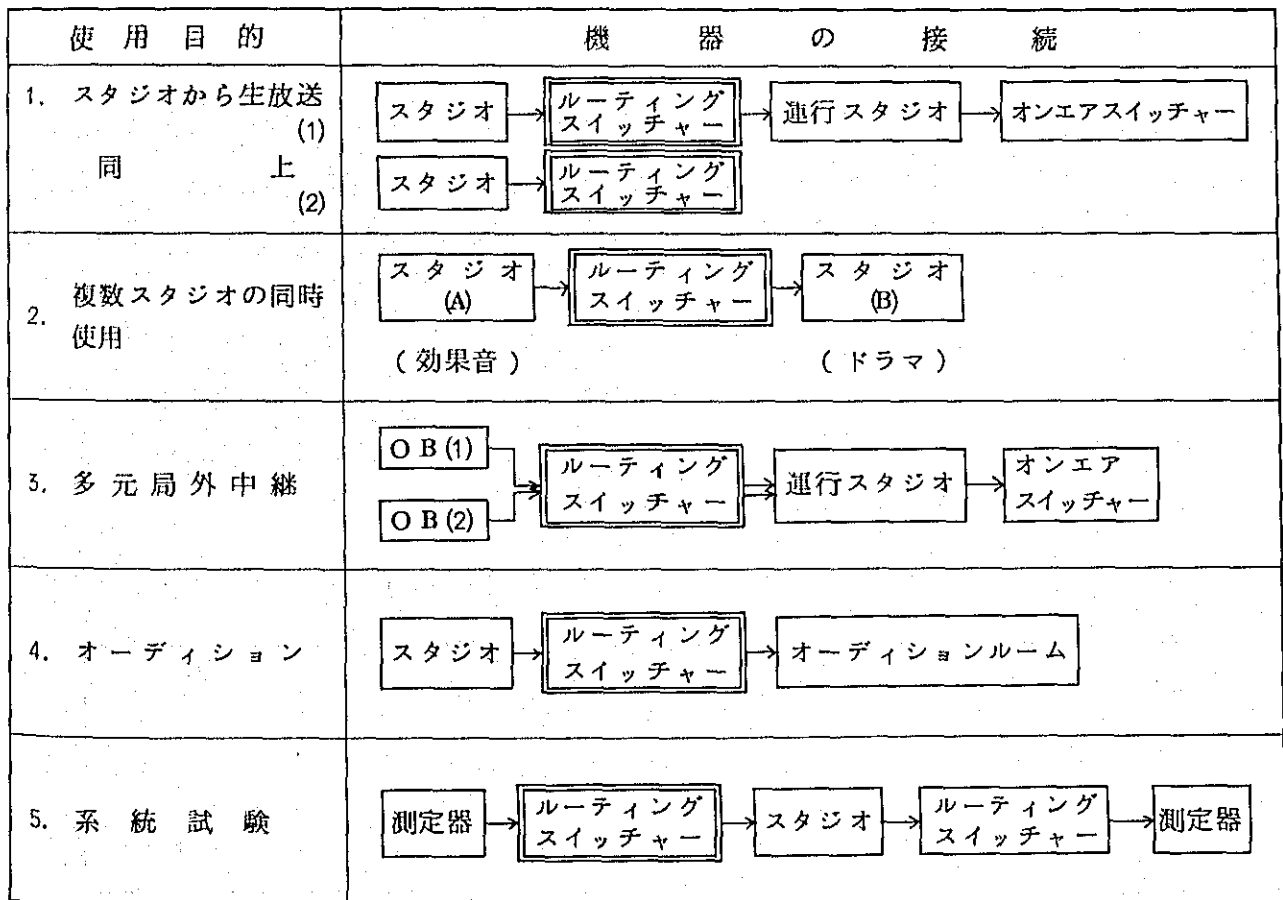 使用目的 機器の接続
1. スタジオから生放送
(1)
同上
(2)
スタジオ ルーティング 運行スタジオ オンエアスイッチャー
スイッチャー
スタジオ ルーティング
スイッチャー
2. 複数スタジオの同時
使用
スタジオ ルーティング スタジオ
(A) スイッチャー (B)
(効果音) (ドラマ)
3. 多元局外中継
OB(1)
OB(2)
ルーティング 運行スタジオ オンエア
スイッチャー スイッチャー
4. オーディション
スタジオ ルーティング オーディションルーム
スイッチャー
5. 系統試験
測定器 ルーティング スタジオ ルーティング 測定器
スイッチャー スイッチャー